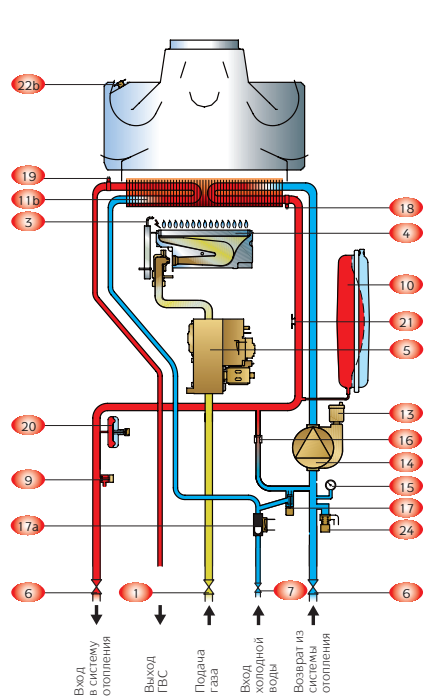 22b
19
11b
3
18
4
10
21
5
13
20
16
14
9
15
17
17a
24
6
1
7
6
Вход
в систему
отопления
Выход
ГВС
Подача
газа
Вход
холодной
воды
Возврат из
системы
отопления